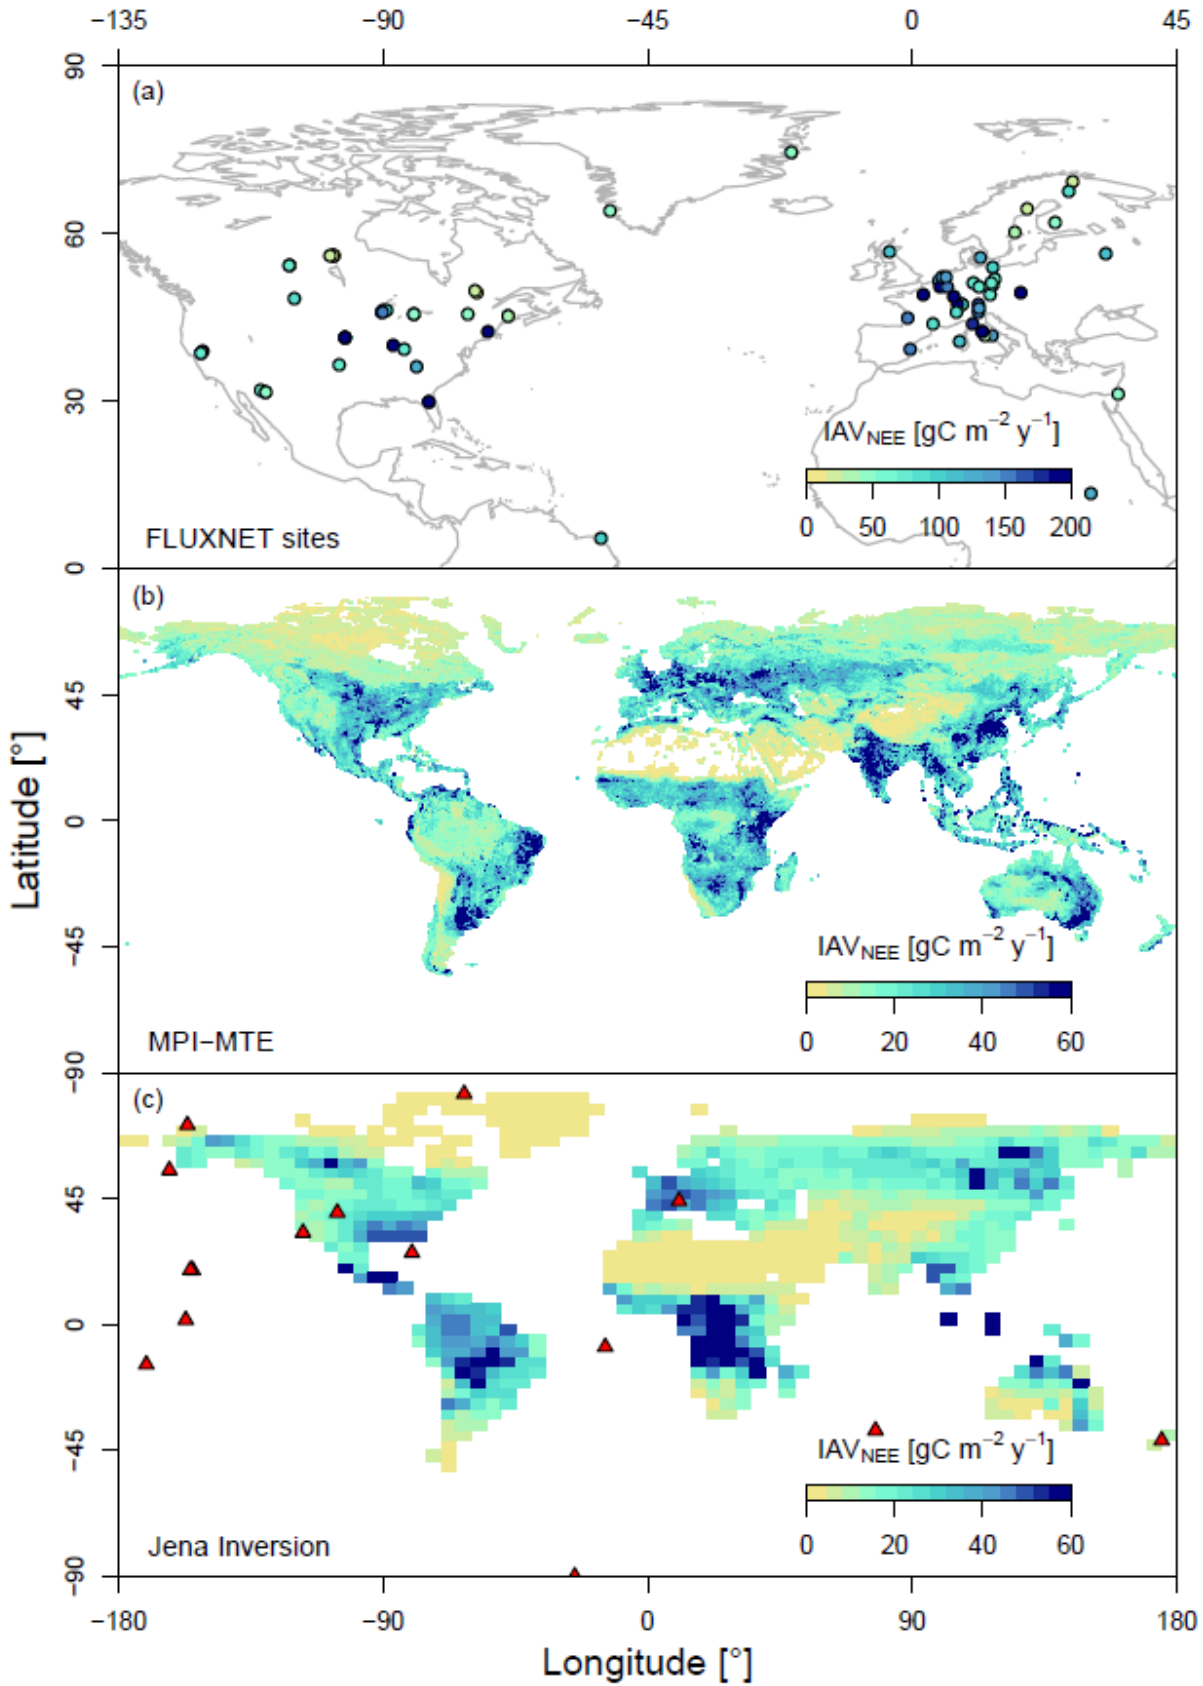 −135 −90 −45 0 45
90
(a)
60
30
IAV_NEE [gC m⁻² y⁻¹]
0 50 100 150 200
FLUXNET sites
0
(b)
45
0
−45
IAV_NEE [gC m⁻² y⁻¹]
0 20 40 60
MPI−MTE
−90
(c)
45
0
−45
IAV_NEE [gC m⁻² y⁻¹]
0 20 40 60
Jena Inversion
−90
−180 −90 0 90 180
Longitude [°]
Latitude [°]